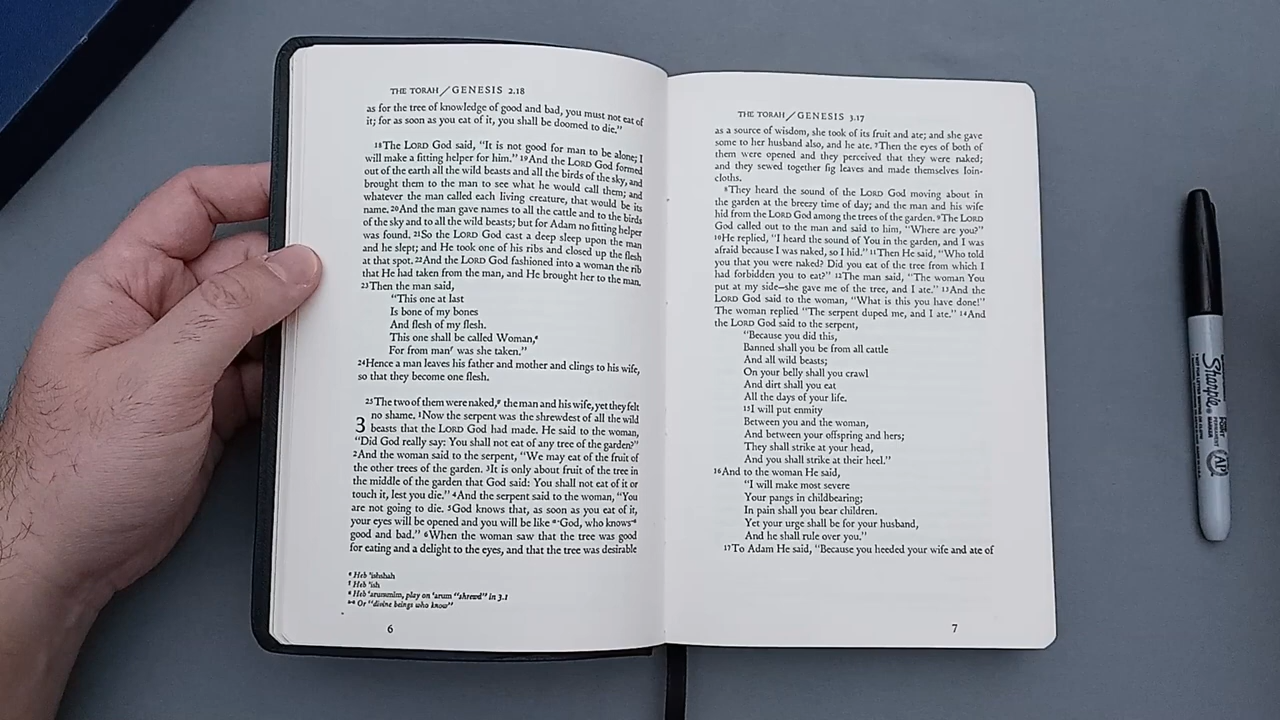 THE TORAH/GENESIS 2.18
as for the tree of knowledge of good and bad, you must not eat of
it; for as soon as you eat of it, you shall be doomed to die."
18The LORD God said, "It is not good for man to be alone; I
will make a fitting helper for him." 19And the LORD God formed
out of the earth all the wild beasts and all the birds of the sky, and
brought them to the man to see what he would call them; and
whatever the man called each living creature, that would be its
name. 20And the man gave names to all the cattle and to the birds
of the sky and to all the wild beasts; but for Adam no fitting helper
was found. 21So the LORD God cast a deep sleep upon the man
and he slept; and He took one of his ribs and closed up the flesh
at that spot. 22And the LORD God fashioned into a woman the rib
that He had taken from the man, and He brought her to the man.
23Then the man said,
"This one at last
Is bone of my bones
And flesh of my flesh.
This one shall be called Woman,e
For from manf was she taken."
24Hence a man leaves his father and mother and clings to his wife,
so that they become one flesh.
25The two of them were naked,g the man and his wife, yet they felt
no shame. 1Now the serpent was the shrewdest of all the wild
3 beasts that the LORD God had made. He said to the woman,
"Did God really say: You shall not eat of any tree of the garden?"
2And the woman said to the serpent, "We may eat of the fruit of
the other trees of the garden. 3It is only about fruit of the tree in
the middle of the garden that God said: You shall not eat of it or
touch it, lest you die." 4And the serpent said to the woman, "You
are not going to die. 5God knows that, as soon as you eat of it,
your eyes will be opened and you will be like a-God, who knows-a
good and bad." 6When the woman saw that the tree was good
for eating and a delight to the eyes, and that the tree was desirable
e Heb 'ishshah
f Heb 'ish
g Heb 'arummim, play on 'arum "shrewd" in 3.1
a-a Or "divine beings who know"
6
THE TORAH/GENESIS 3.17
as a source of wisdom, she took of its fruit and ate; and she gave
some to her husband also, and he ate. 7Then the eyes of both of
them were opened and they perceived that they were naked;
and they sewed together fig leaves and made themselves loin-
cloths.
8They heard the sound of the LORD God moving about in
the garden at the breezy time of day; and the man and his wife
hid from the LORD God among the trees of the garden. 9The LORD
God called out to the man and said to him, "Where are you?"
10He replied, "I heard the sound of You in the garden, and I was
afraid because I was naked, so I hid." 11Then He said, "Who told
you that you were naked? Did you eat of the tree from which I
had forbidden you to eat?" 12The man said, "The woman You
put at my side—she gave me of the tree, and I ate." 13And the
LORD God said to the woman, "What is this you have done!"
The woman replied "The serpent duped me, and I ate." 14And
the LORD God said to the serpent,
"Because you did this,
Banned shall you be from all cattle
And all wild beasts;
On your belly shall you crawl
And dirt shall you eat
All the days of your life.
15I will put enmity
Between you and the woman,
And between your offspring and hers;
They shall strike at your head,
And you shall strike at their heel."
16And to the woman He said,
"I will make most severe
Your pangs in childbearing;
In pain shall you bear children.
Yet your urge shall be for your husband,
And he shall rule over you."
17To Adam He said, "Because you heeded your wife and ate of
7
Sharpie
FINE POINT
PERMANENT
MARKER
AP